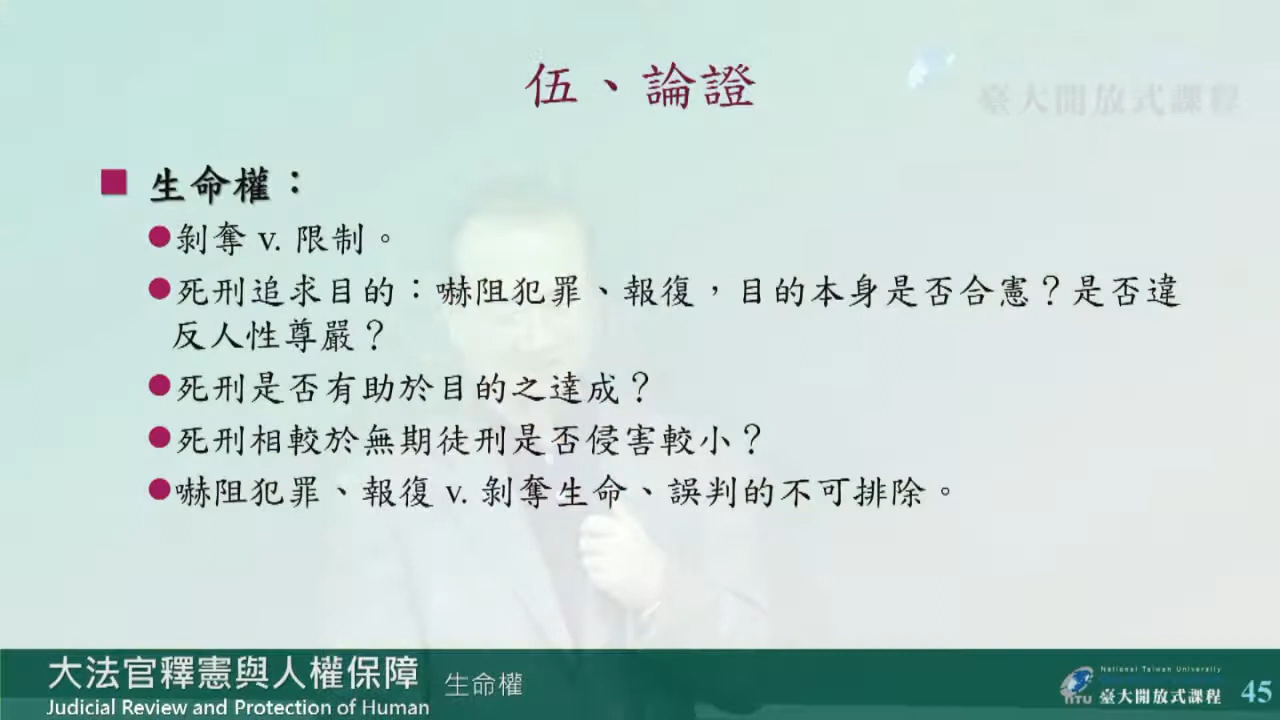 伍、論證
臺大開放式課程
生命權：
剝奪 v. 限制。
死刑追求目的：嚇阻犯罪、報復，目的本身是否合憲？是否違
反人性尊嚴？
死刑是否有助於目的之達成？
死刑相較於無期徒刑是否侵害較小？
嚇阻犯罪、報復 v. 剝奪生命、誤判的不可排除。
大法官釋憲與人權保障 生命權
Judicial Review and Protection of Human
National Taiwan University
NTU 臺大開放式課程 45